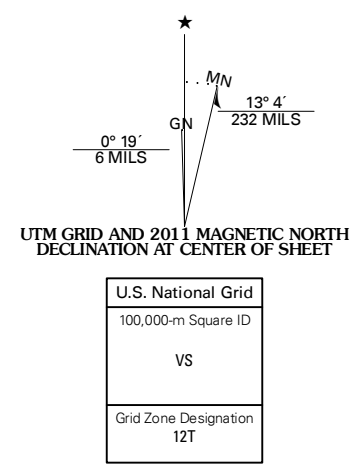 ★
MN
13° 4´
232 MILS
GN
0° 19´
6 MILS
UTM GRID AND 2011 MAGNETIC NORTH
DECLINATION AT CENTER OF SHEET
U.S. National Grid
100,000-m Square ID
VS
Grid Zone Designation
12T